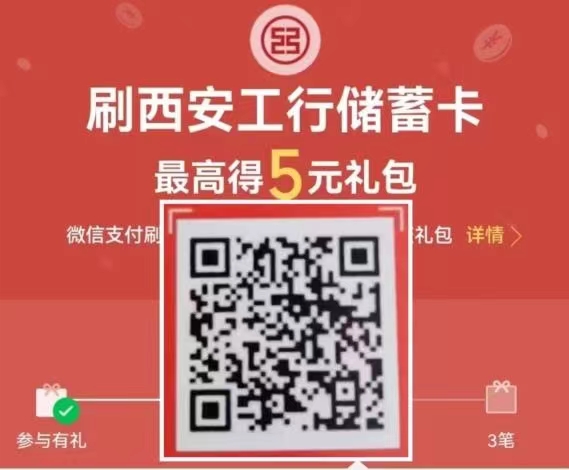 刷西安工行储蓄卡
最高得5元礼包
微信支付刷
礼包 详情
参与有礼
3笔